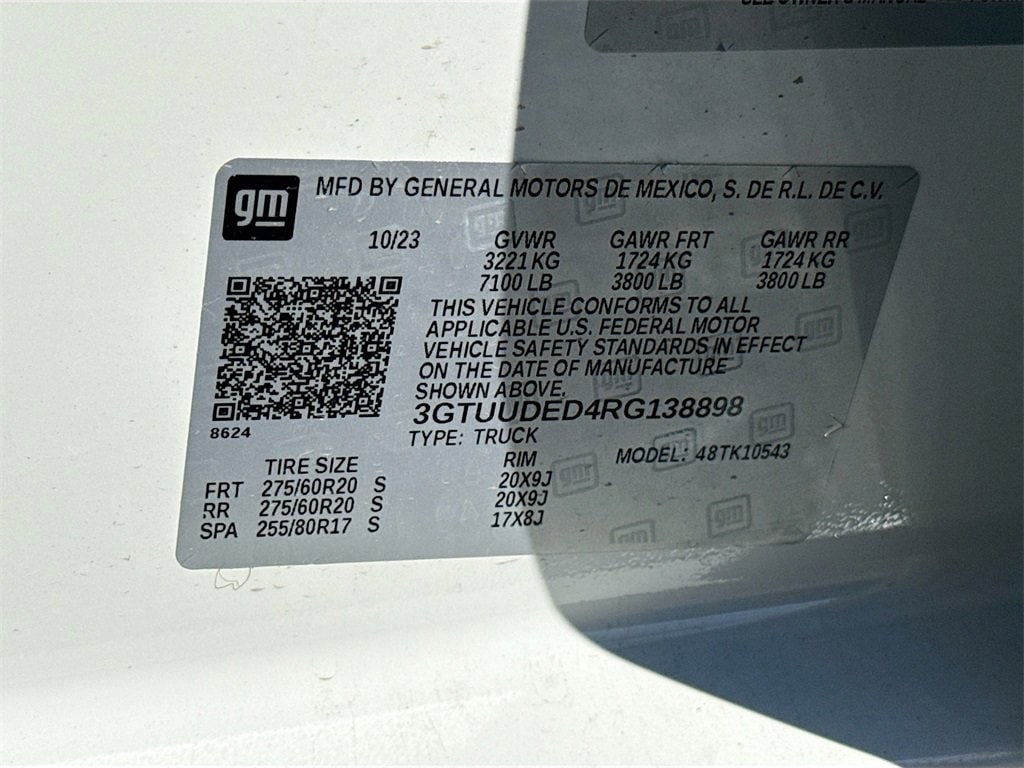 SEE OWNER'S MANUAL
gm
MFD BY GENERAL MOTORS DE MEXICO, S. DE R.L. DE C.V.
10/23 GVWR GAWR FRT GAWR RR
3221 KG 1724 KG 1724 KG
7100 LB 3800 LB 3800 LB
THIS VEHICLE CONFORMS TO ALL
APPLICABLE U.S. FEDERAL MOTOR
VEHICLE SAFETY STANDARDS IN EFFECT
ON THE DATE OF MANUFACTURE
SHOWN ABOVE.
3GTUUDED4RG138898
8624
TYPE: TRUCK
MODEL: 48TK10543
TIRE SIZE RIM
FRT 275/60R20 S 20X9J
RR 275/60R20 S 20X9J
SPA 255/80R17 S 17X8J